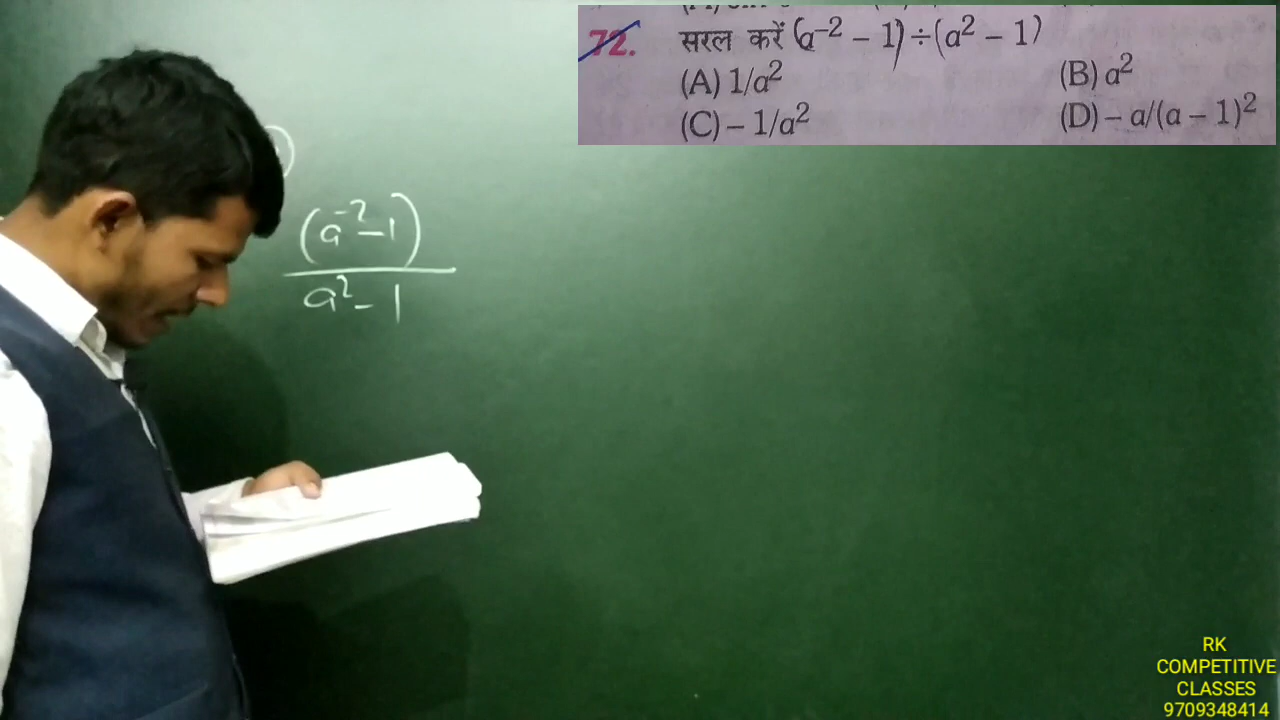 72. सरल करें (a⁻² – 1) ÷ (a² – 1)
(A) 1/a² (B) a²
(C) – 1/a² (D) – a/(a – 1)²
(a⁻² – 1)
a² – 1
RK
COMPETITIVE
CLASSES
9709348414